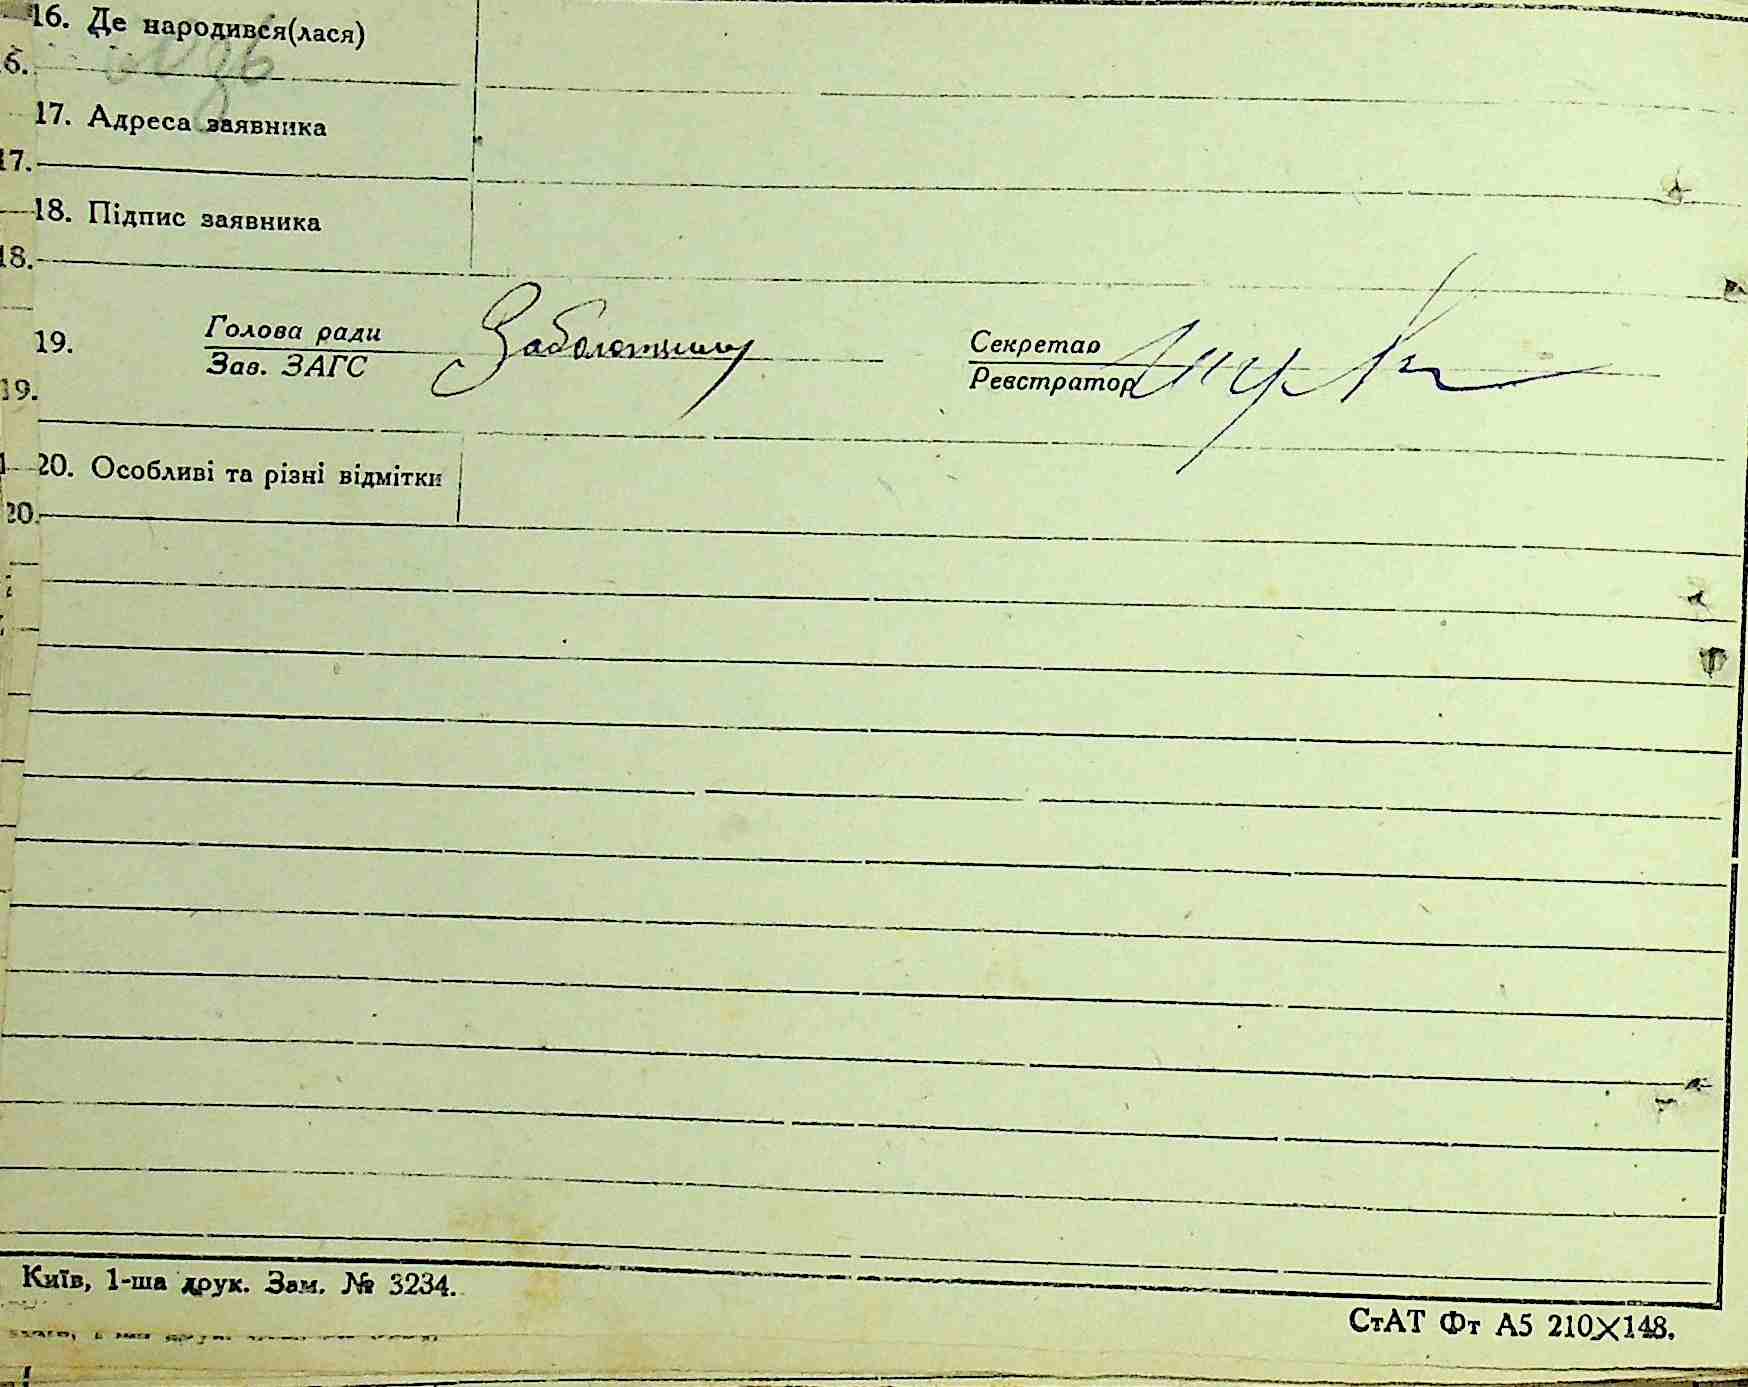 16. Де народився(лася)
6.
17. Адреса заявника
17.
18. Підпис заявника
18.
19. Голова ради Заболотний Секретар
Зав. ЗАГС Реєстратор
19.
20. Особливі та різні відмітки
20.
Київ, 1-ша друк. Зам. № 3234.
СтАТ Фт А5 210×148.